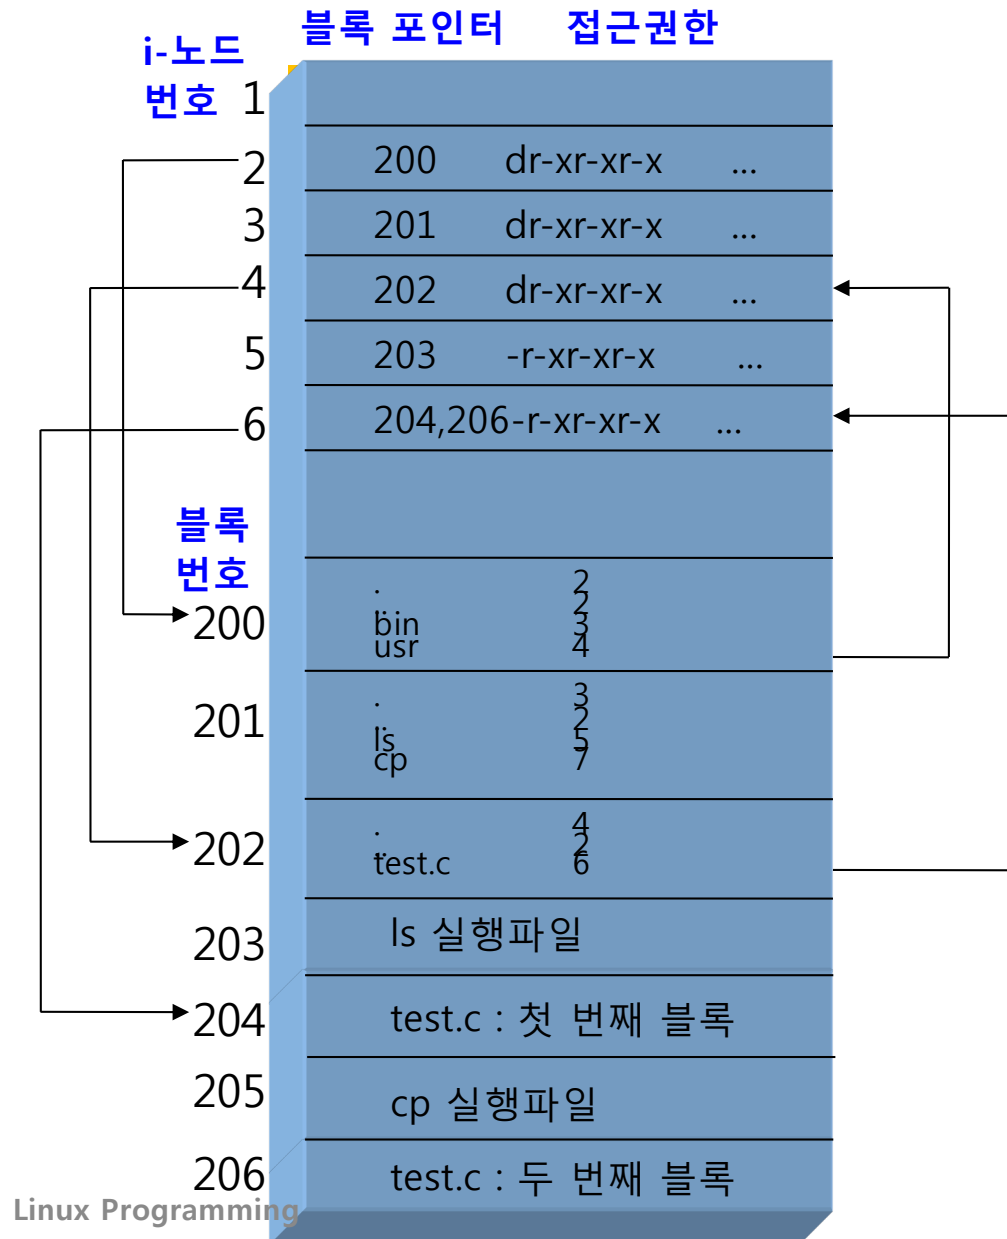 블록 포인터 접근권한
i-노드
번호 1
2 200 dr-xr-xr-x ...
3 201 dr-xr-xr-x ...
4 202 dr-xr-xr-x ...
5 203 -r-xr-xr-x ...
6 204,206-r-xr-xr-x ...
블록
번호
200
. 2
.. 2
bin 3
usr 4
201
. 3
.. 2
ls 5
cp 7
202
. 4
.. 2
test.c 6
203 ls 실행파일
204 test.c : 첫 번째 블록
205 cp 실행파일
206 test.c : 두 번째 블록
Linux Programming